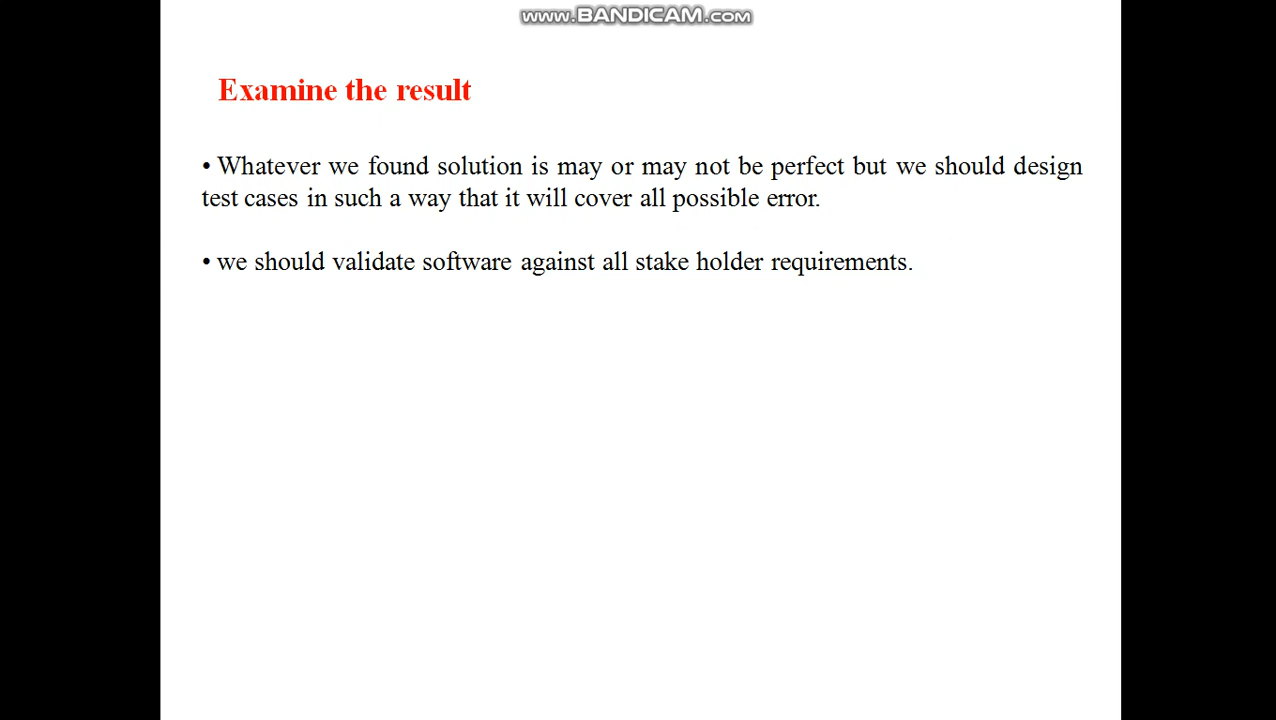 www.BANDICAM.com
Examine the result
• Whatever we found solution is may or may not be perfect but we should design
test cases in such a way that it will cover all possible error.
• we should validate software against all stake holder requirements.